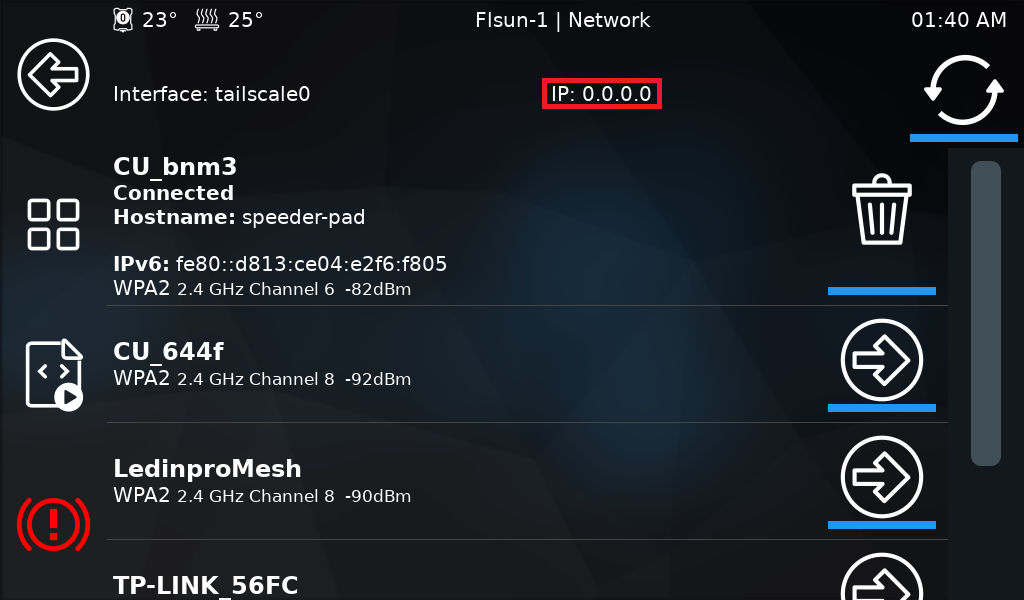 23° 25° Flsun-1 | Network 01:40 AM
Interface: tailscale0 IP: 0.0.0.0
CU_bnm3
Connected
Hostname: speeder-pad
IPv6: fe80::d813:ce04:e2f6:f805
WPA2 2.4 GHz Channel 6 -82dBm
CU_644f
WPA2 2.4 GHz Channel 8 -92dBm
LedinproMesh
WPA2 2.4 GHz Channel 8 -90dBm
TP-LINK_56FC